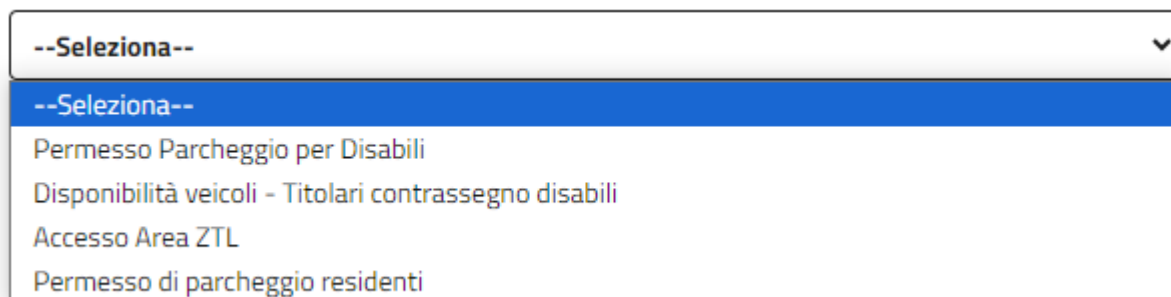 --Seleziona--
--Seleziona--
Permesso Parcheggio per Disabili
Disponibilità veicoli - Titolari contrassegno disabili
Accesso Area ZTL
Permesso di parcheggio residenti